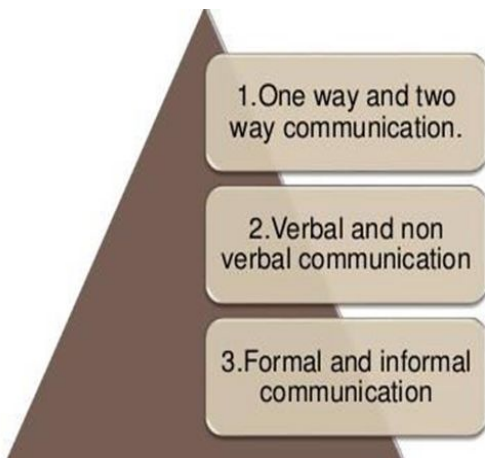 1.One way and two
way communication.
2.Verbal and non
verbal communication
3.Formal and informal
communication